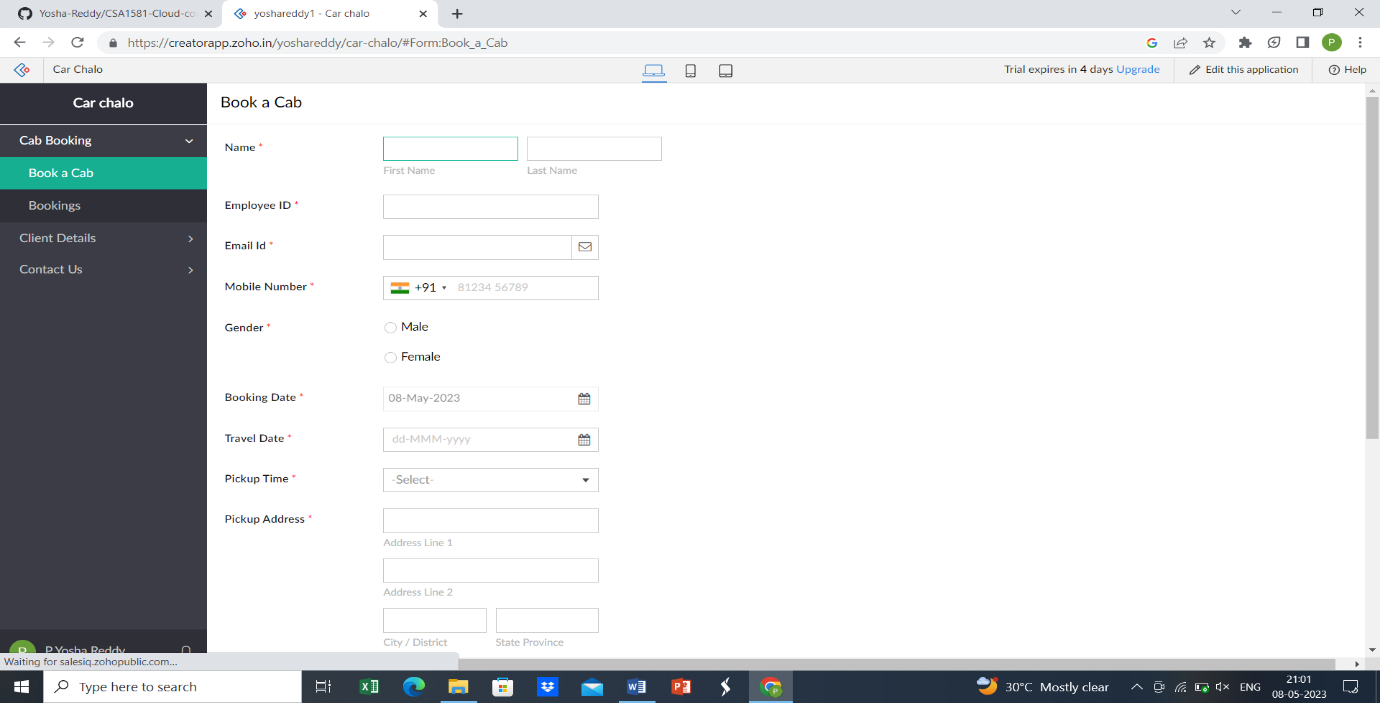 Yosha-Reddy/CSA1581-Cloud-co
yoshareddy1 - Car chalo
https://creatorapp.zoho.in/yoshareddy/car-chalo/#Form:Book_a_Cab
P
Car Chalo
Trial expires in 4 days Upgrade
Edit this application
Help
Car chalo
Book a Cab
Cab Booking
Book a Cab
Bookings
Client Details
Contact Us
Name *
First Name
Last Name
Employee ID *
Email Id *
Mobile Number *
+91
81234 56789
Gender *
Male
Female
Booking Date *
08-May-2023
Travel Date *
dd-MMM-yyyy
Pickup Time *
-Select-
Pickup Address *
Address Line 1
Address Line 2
City / District
State Province
P Yosha Reddy
Waiting for salesiq.zohopublic.com...
Type here to search
30°C Mostly clear
ENG
21:01
08-05-2023